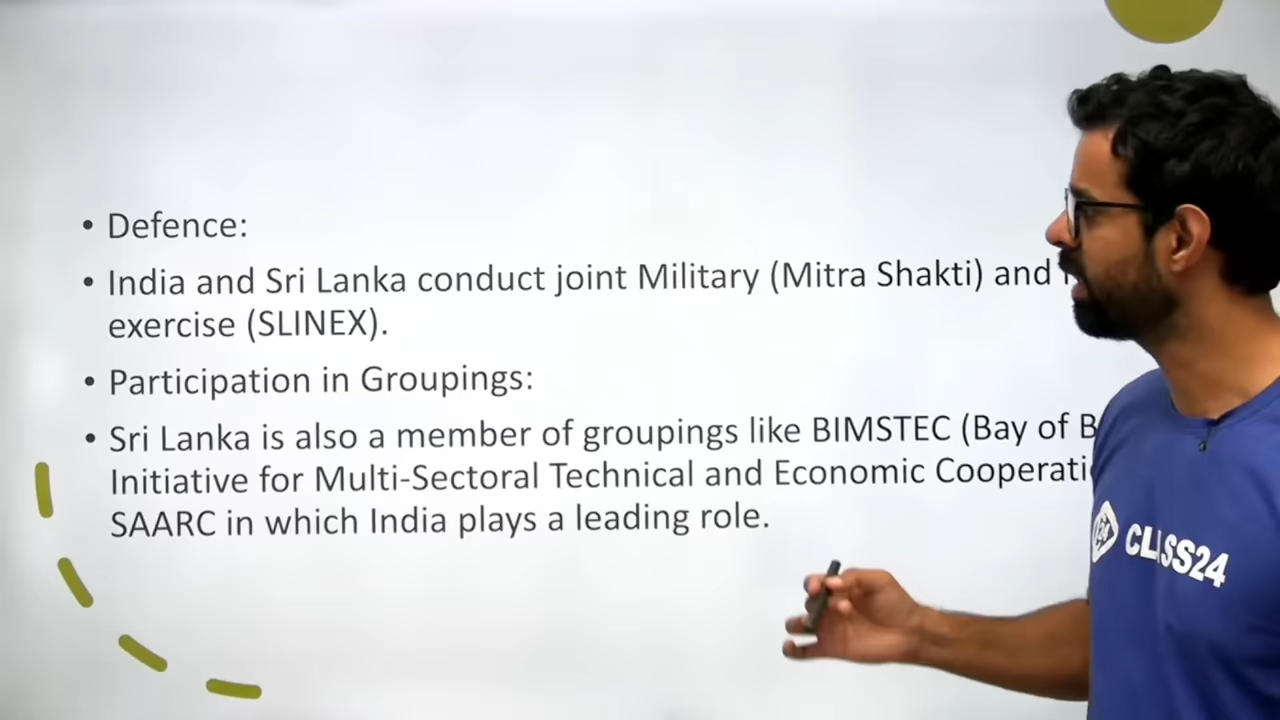 • Defence:
• India and Sri Lanka conduct joint Military (Mitra Shakti) and
exercise (SLINEX).
• Participation in Groupings:
• Sri Lanka is also a member of groupings like BIMSTEC (Bay of
Initiative for Multi-Sectoral Technical and Economic
SAARC in which India plays a leading role.
24 CLASS24